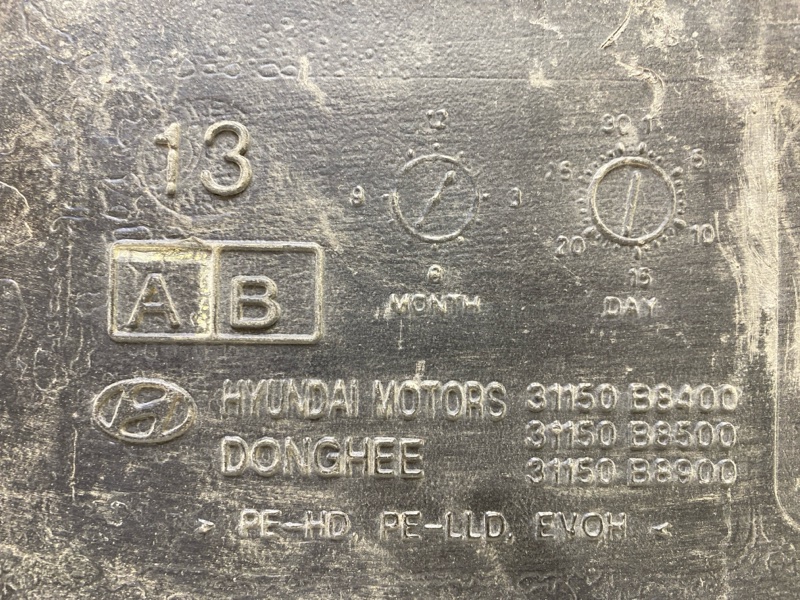 13
12
3
6
9
MONTH
30 1
5
10
15
20
25
DAY
A B
HYUNDAI MOTORS 31150 B8400
DONGHEE 31150 B8500
31150 B8900
> PE-HD, PE-LLD, EVOH <